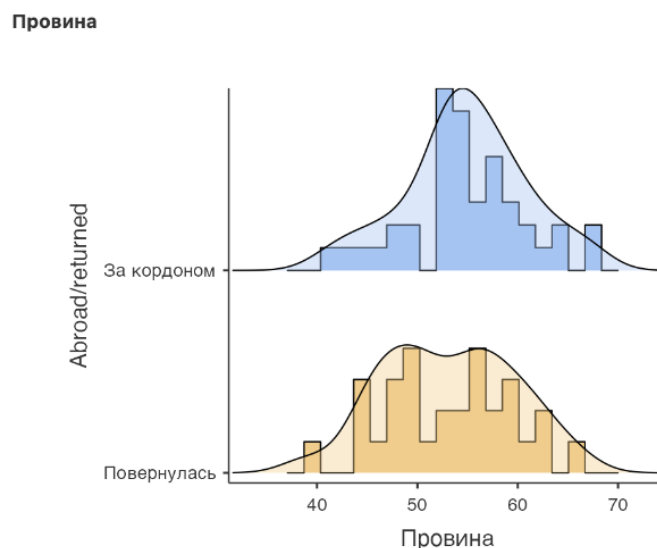 Провина
Abroad/returned
За кордоном
Повернулась
40 50 60 70
Провина